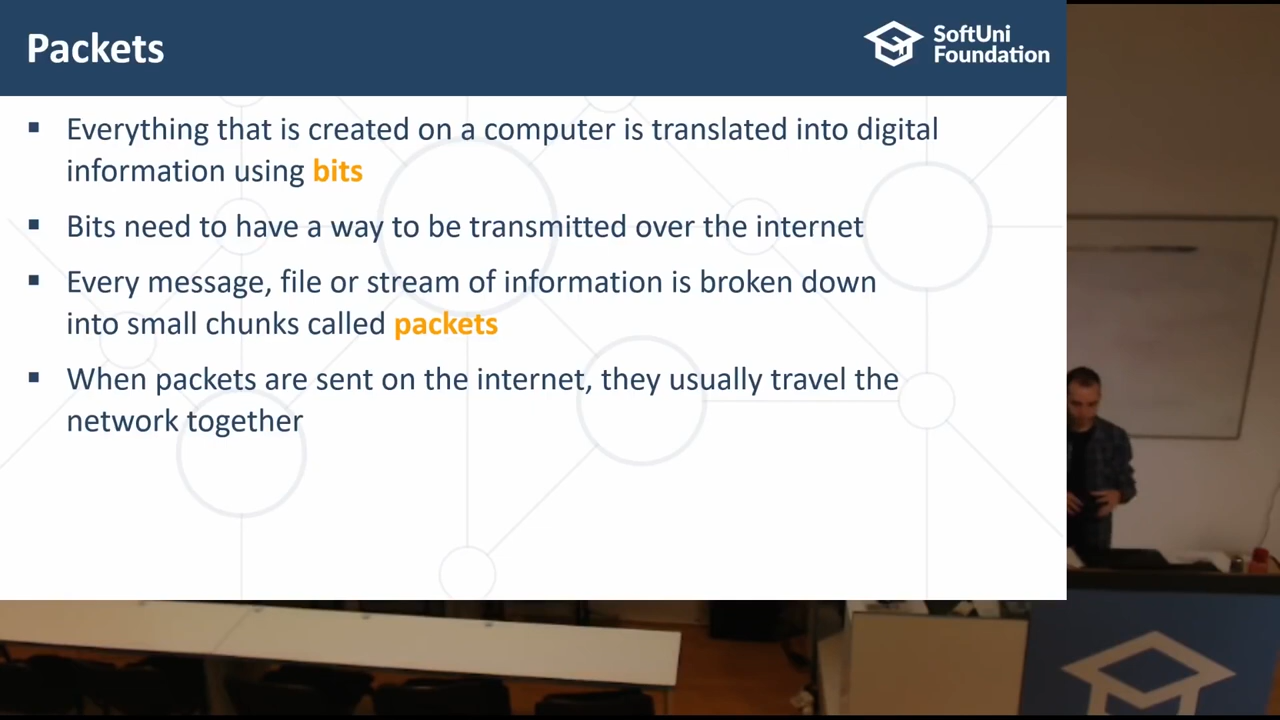 Packets
SoftUni
Foundation
▪ Everything that is created on a computer is translated into digital
information using bits
▪ Bits need to have a way to be transmitted over the internet
▪ Every message, file or stream of information is broken down
into small chunks called packets
▪ When packets are sent on the internet, they usually travel the
network together